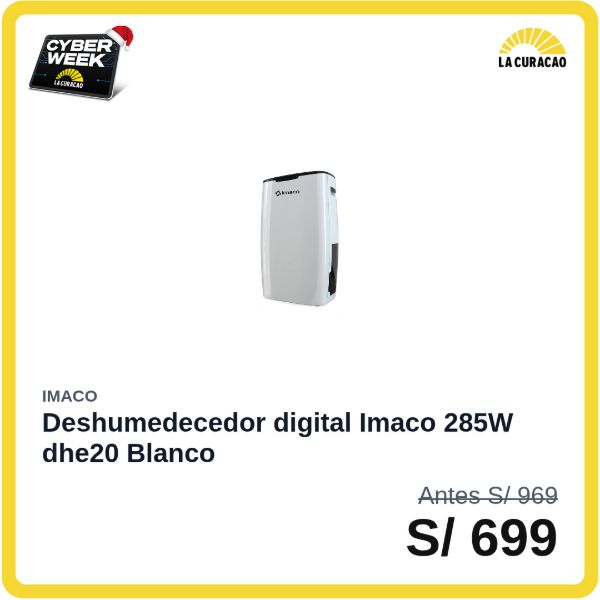 CYBER
WEEK
LA CURACAO
LA CURACAO
Imaco
IMACO
Deshumedecedor digital Imaco 285W
dhe20 Blanco
Antes S/ 969
S/ 699